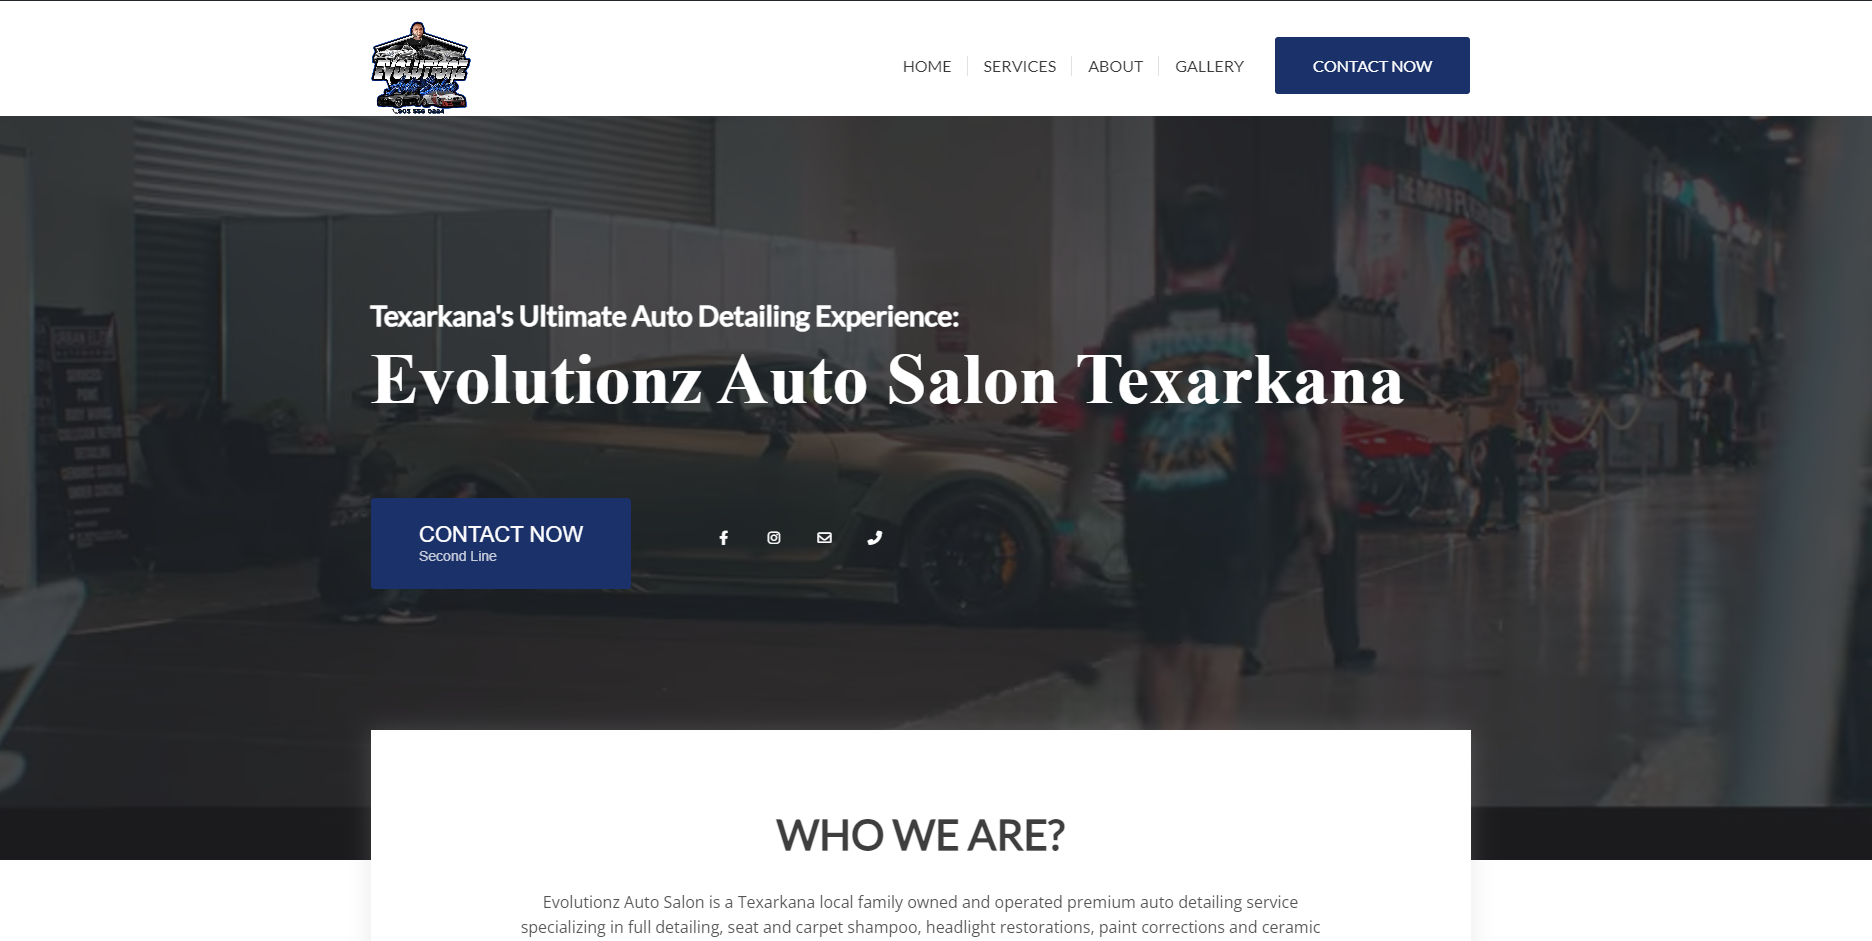 EVOLUTIONZ
Auto Salon
HOME
SERVICES
ABOUT
GALLERY
CONTACT NOW
Texarkana's Ultimate Auto Detailing Experience:
Evolutionz Auto Salon Texarkana
CONTACT NOW
Second Line
WHO WE ARE?
Evolutionz Auto Salon is a Texarkana local family owned and operated premium auto detailing service
specializing in full detailing, seat and carpet shampoo, headlight restorations, paint corrections and ceramic